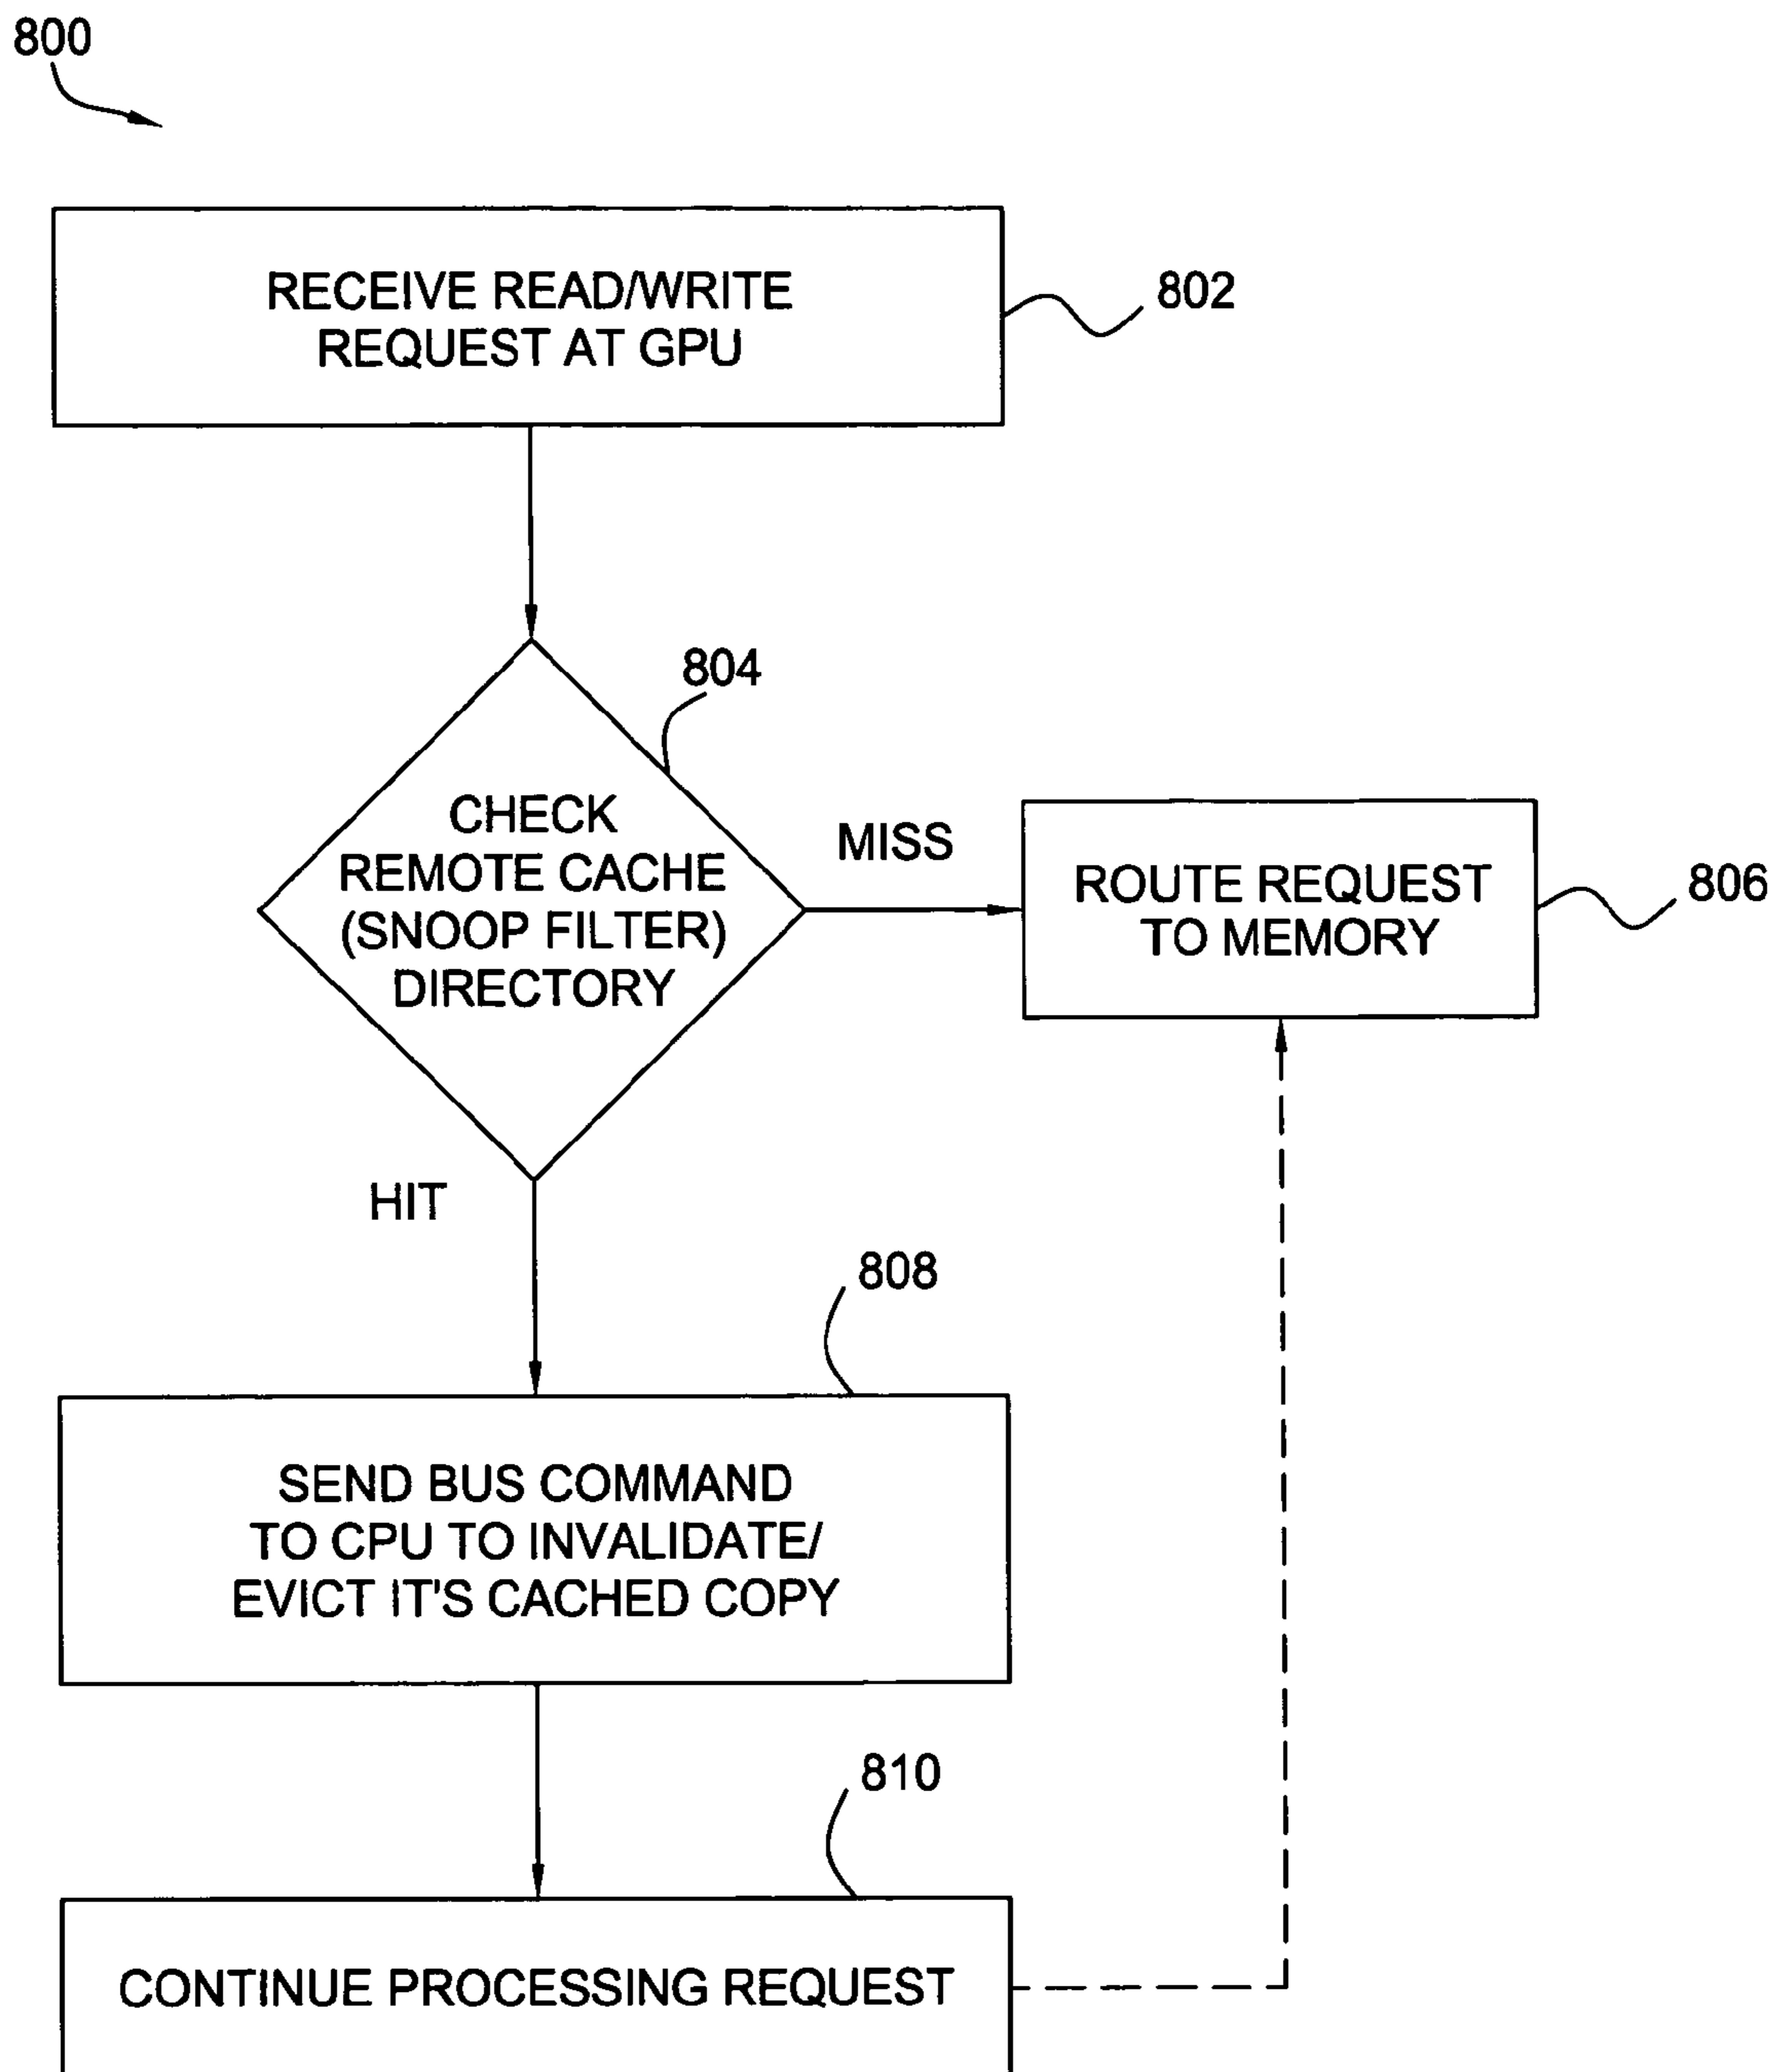 800
RECEIVE READ/WRITE
REQUEST AT GPU
802
804
CHECK
REMOTE CACHE
(SNOOP FILTER)
DIRECTORY
MISS
ROUTE REQUEST
TO MEMORY
806
HIT
808
SEND BUS COMMAND
TO CPU TO INVALIDATE/
EVICT IT'S CACHED COPY
810
CONTINUE PROCESSING REQUEST